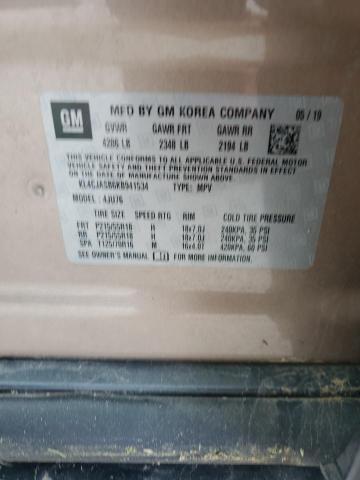 GM
MFD BY GM KOREA COMPANY 05/19
GVWR GAWR FRT GAWR RR
4286 LB 2348 LB 2194 LB
THIS VEHICLE CONFORMS TO ALL APPLICABLE U.S. FEDERAL MOTOR
VEHICLE SAFETY AND THEFT PREVENTION STANDARDS
IN EFFECT ON THE DATE OF MANUFACTURE SHOWN ABOVE.
KL4CJASB6KB941534 TYPE: MPV
MODEL: 4JU76
TIRE SIZE SPEED RTG RIM COLD TIRE PRESSURE
FRT P215/55R18 H 18x7.0J 240KPA, 35 PSI
RR P215/55R18 H 18x7.0J 240KPA, 35 PSI
SPA T125/70R16 M 16x4.0T 420KPA, 60 PSI
SEE OWNER'S MANUAL FOR MORE INFORMATION.